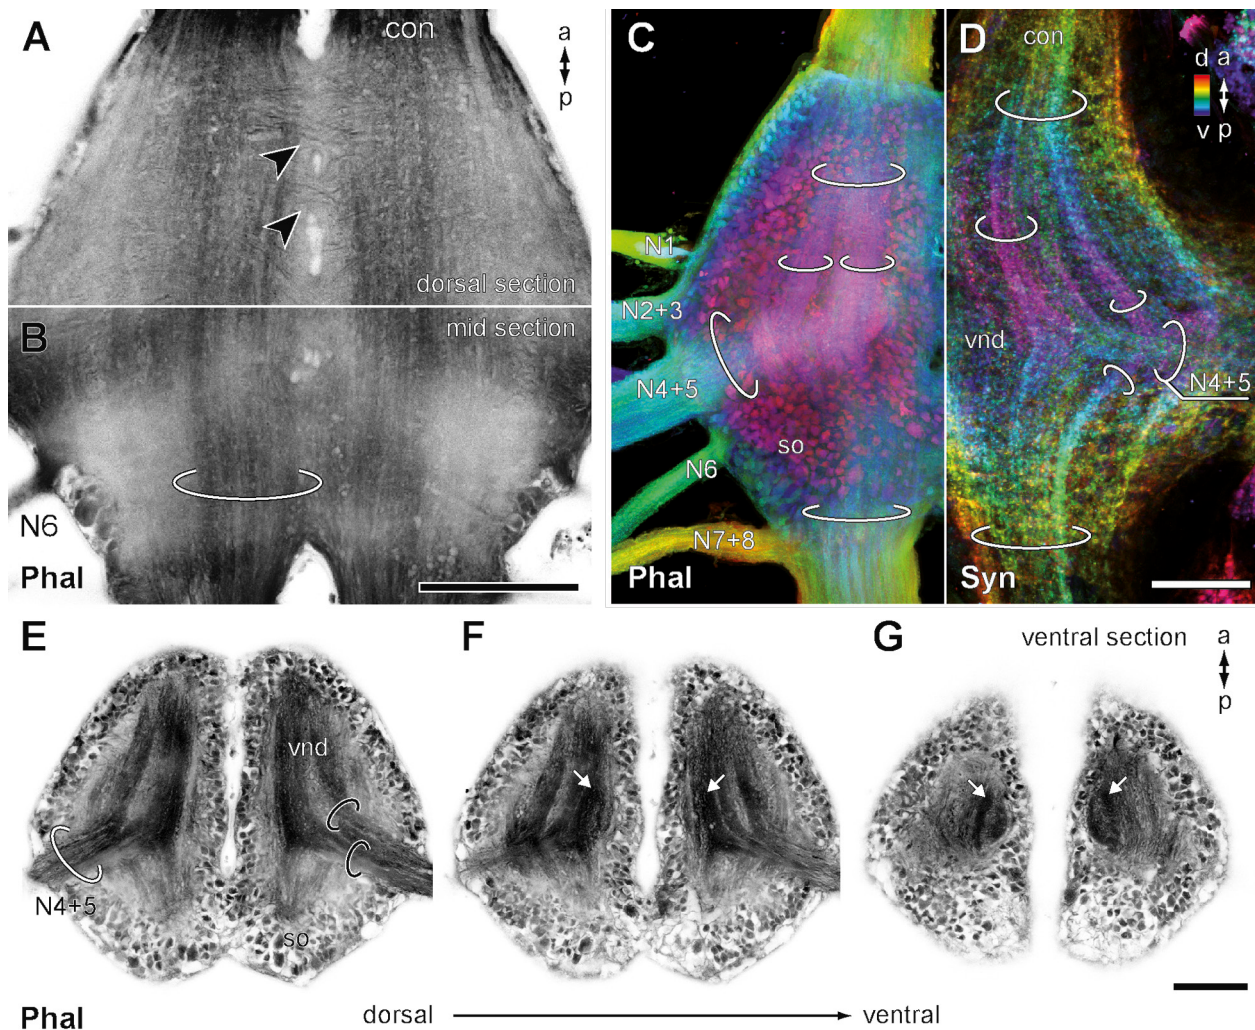 A
con
a
p
dorsal section
B
mid section
N6
Phal
C
N1
N2+3
N4+5
so
N6
N7+8
Phal
D
con
d a
v p
vnd
N4+5
Syn
E
vnd
N4+5
so
F
G
ventral section
a
p
Phal
dorsal
ventral